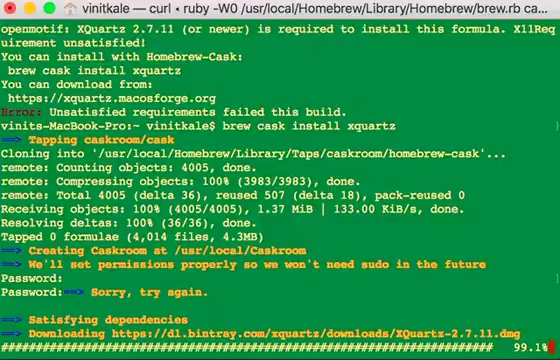 vinitkale — curl • ruby -W0 /usr/local/Homebrew/Library/Homebrew/brew.rb ca...
openmotif: XQuartz 2.7.11 (or newer) is required to install this formula. X11Req
uirement unsatisfied!
You can install with Homebrew-Cask:
brew cask install xquartz
You can download from:
https://xquartz.macosforge.org
Error: Unsatisfied requirements failed this build.
vinits-MacBook-Pro:~ vinitkale$ brew cask install xquartz
==> Tapping caskroom/cask
Cloning into '/usr/local/Homebrew/Library/Taps/caskroom/homebrew-cask'...
remote: Counting objects: 4005, done.
remote: Compressing objects: 100% (3983/3983), done.
remote: Total 4005 (delta 36), reused 507 (delta 18), pack-reused 0
Receiving objects: 100% (4005/4005), 1.37 MiB | 133.00 KiB/s, done.
Resolving deltas: 100% (36/36), done.
Tapped 0 formulae (4,014 files, 4.3MB)
==> Creating Caskroom at /usr/local/Caskroom
==> We'll set permissions properly so we won't need sudo in the future
Password:
Password:==> Sorry, try again.
==> Satisfying dependencies
==> Downloading https://dl.bintray.com/xquartz/downloads/XQuartz-2.7.11.dmg
####################################################################### 99.1%